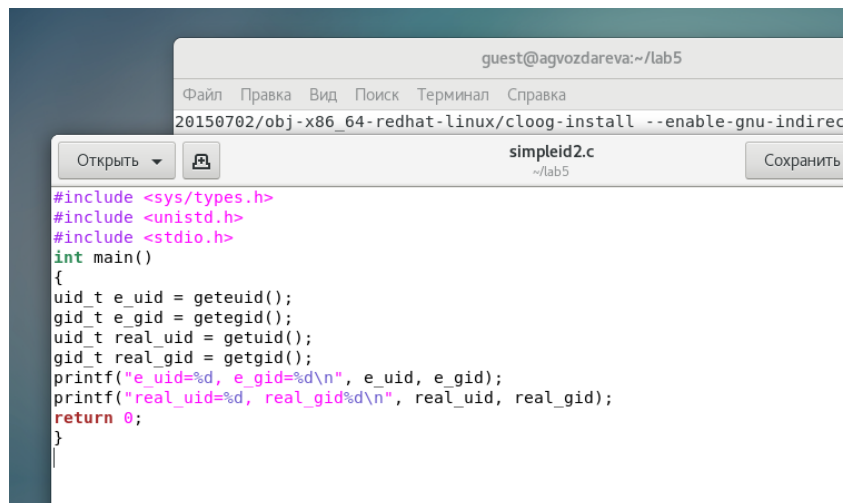 guest@agvozdareva:~/lab5
Файл Правка Вид Поиск Терминал Справка
20150702/obj-x86_64-redhat-linux/cloog-install --enable-gnu-indirec
Открыть simpleid2.c Сохранить
~/lab5
#include <sys/types.h>
#include <unistd.h>
#include <stdio.h>
int main()
{
uid_t e_uid = geteuid();
gid_t e_gid = getegid();
uid_t real_uid = getuid();
gid_t real_gid = getgid();
printf("e_uid=%d, e_gid=%d\n", e_uid, e_gid);
printf("real_uid=%d, real_gid%d\n", real_uid, real_gid);
return 0;
}